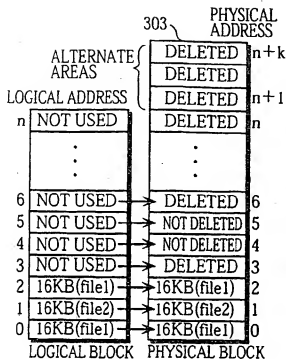 PHYSICAL
303 ADDRESS
DELETED n+k
ALTERNATE
AREAS
DELETED
DELETED n+1
LOGICAL ADDRESS
n NOT USED DELETED n
6 NOT USED DELETED 6
5 NOT USED NOT DELETED 5
4 NOT USED NOT DELETED 4
3 NOT USED DELETED 3
2 16KB(file1) 16KB(file1) 2
1 16KB(file2) 16KB(file2) 1
0 16KB(file1) 16KB(file1) 0
LOGICAL BLOCK PHYSICAL BLOCK